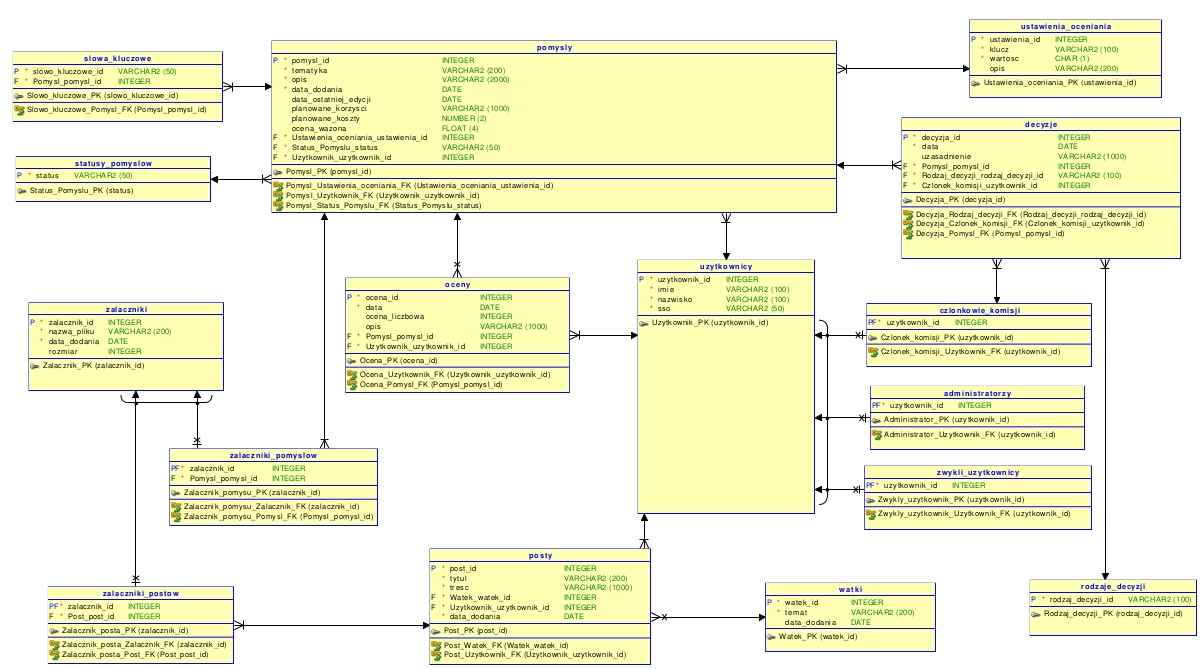 slowa_kluczowe
P * slowo_kluczowe_id VARCHAR2 (50)
F * Pomysl_pomysl_id INTEGER
Slowo_kluczowe_PK (slowo_kluczowe_id)
Slowo_kluczowe_Pomysl_FK (Pomysl_pomysl_id)
statusy_pomyslow
P * status VARCHAR2 (50)
Status_Pomyslu_PK (status)
pomysly
P * pomysl_id INTEGER
* tematyka VARCHAR2 (200)
* opis VARCHAR2 (2000)
* data_dodania DATE
data_ostatniej_edycji DATE
planowane_korzysci VARCHAR2 (1000)
planowane_koszty NUMBER (2)
ocena_wazona FLOAT (4)
F * Ustawienia_oceniania_ustawienia_id INTEGER
F * Status_Pomyslu_status VARCHAR2 (50)
F * Uzytkownik_uzytkownik_id INTEGER
Pomysl_PK (pomysl_id)
Pomysl_Ustawienia_oceniania_FK (Ustawienia_oceniania_ustawienia_id)
Pomysl_Uzytkownik_FK (Uzytkownik_uzytkownik_id)
Pomysl_Status_Pomyslu_FK (Status_Pomyslu_status)
ustawienia_oceniania
P * ustawienia_id INTEGER
* klucz VARCHAR2 (100)
* wartosc CHAR (1)
opis VARCHAR2 (200)
Ustawienia_oceniania_PK (ustawienia_id)
decyzje
P * decyzja_id INTEGER
* data DATE
uzasadnienie VARCHAR2 (1000)
F * Pomysl_pomysl_id INTEGER
F * Rodzaj_decyzji_rodzaj_decyzji_id VARCHAR2 (100)
F * Czlonek_komisji_uzytkownik_id INTEGER
Decyzja_PK (decyzja_id)
Decyzja_Rodzaj_decyzji_FK (Rodzaj_decyzji_rodzaj_decyzji_id)
Decyzja_Czlonek_komisji_FK (Czlonek_komisji_uzytkownik_id)
Decyzja_Pomysl_FK (Pomysl_pomysl_id)
zalaczniki
P * zalacznik_id INTEGER
* nazwa_pliku VARCHAR2 (200)
* data_dodania DATE
rozmiar INTEGER
Zalacznik_PK (zalacznik_id)
oceny
P * ocena_id INTEGER
* data DATE
ocena_liczbowa INTEGER
opis VARCHAR2 (1000)
F * Pomysl_pomysl_id INTEGER
F * Uzytkownik_uzytkownik_id INTEGER
Ocena_PK (ocena_id)
Ocena_Uzytkownik_FK (Uzytkownik_uzytkownik_id)
Ocena_Pomysl_FK (Pomysl_pomysl_id)
uzytkownicy
P * uzytkownik_id INTEGER
* imie VARCHAR2 (100)
* nazwisko VARCHAR2 (100)
* sso VARCHAR2 (50)
Uzytkownik_PK (uzytkownik_id)
czlonkowie_komisji
PF* uzytkownik_id INTEGER
Czlonek_komisji_PK (uzytkownik_id)
Czlonek_komisji_Uzytkownik_FK (uzytkownik_id)
administratorzy
PF* uzytkownik_id INTEGER
Administrator_PK (uzytkownik_id)
Administrator_Uzytkownik_FK (uzytkownik_id)
zwykli_uzytkownicy
PF* uzytkownik_id INTEGER
Zwykly_uzytkownik_PK (uzytkownik_id)
Zwykly_uzytkownik_Uzytkownik_FK (uzytkownik_id)
zalaczniki_pomyslow
PF* zalacznik_id INTEGER
F * Pomysl_pomysl_id INTEGER
Zalacznik_pomysu_PK (zalacznik_id)
Zalacznik_pomysu_Zalacznik_FK (zalacznik_id)
Zalacznik_pomysu_Pomysl_FK (Pomysl_pomysl_id)
zalaczniki_postow
PF* zalacznik_id INTEGER
F * Post_post_id INTEGER
Zalacznik_posta_PK (zalacznik_id)
Zalacznik_posta_Zalacznik_FK (zalacznik_id)
Zalacznik_posta_Post_FK (Post_post_id)
posty
P * post_id INTEGER
* tytul VARCHAR2 (200)
* tresc VARCHAR2 (1000)
F * Watek_watek_id INTEGER
F * Uzytkownik_uzytkownik_id INTEGER
* data_dodania DATE
Post_PK (post_id)
Post_Watek_FK (Watek_watek_id)
Post_Uzytkownik_FK (Uzytkownik_uzytkownik_id)
watki
P * watek_id INTEGER
* temat VARCHAR2 (200)
data_dodania DATE
Watek_PK (watek_id)
rodzaje_decyzji
P * rodzaj_decyzji_id VARCHAR2 (100)
Rodzaj_decyzji_PK (rodzaj_decyzji_id)